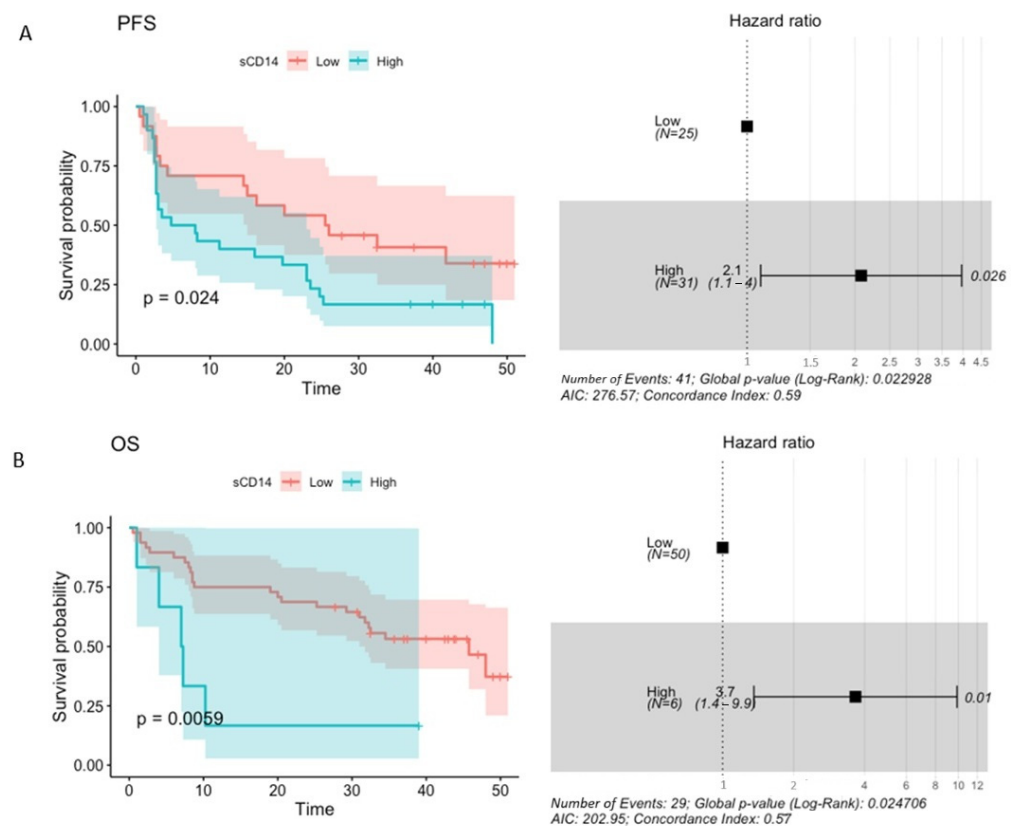 A
PFS
sCD14 Low High
Survival probability
1.00
0.75
0.50
0.25
0.00
p = 0.024
0 10 20 30 40 50
Time
Hazard ratio
Low
(N=25)
High
(N=31)
2.1
(1.1 – 4)
0.026
1 1.5 2 2.5 3 3.5 4 4.5
Number of Events: 41; Global p-value (Log-Rank): 0.022928
AIC: 276.57; Concordance Index: 0.59
B
OS
sCD14 Low High
Survival probability
1.00
0.75
0.50
0.25
0.00
p = 0.0059
0 10 20 30 40 50
Time
Hazard ratio
Low
(N=50)
High
(N=6)
3.7
(1.4 – 9.9)
0.01
1 2 4 6 8 10 12
Number of Events: 29; Global p-value (Log-Rank): 0.024706
AIC: 202.95; Concordance Index: 0.57